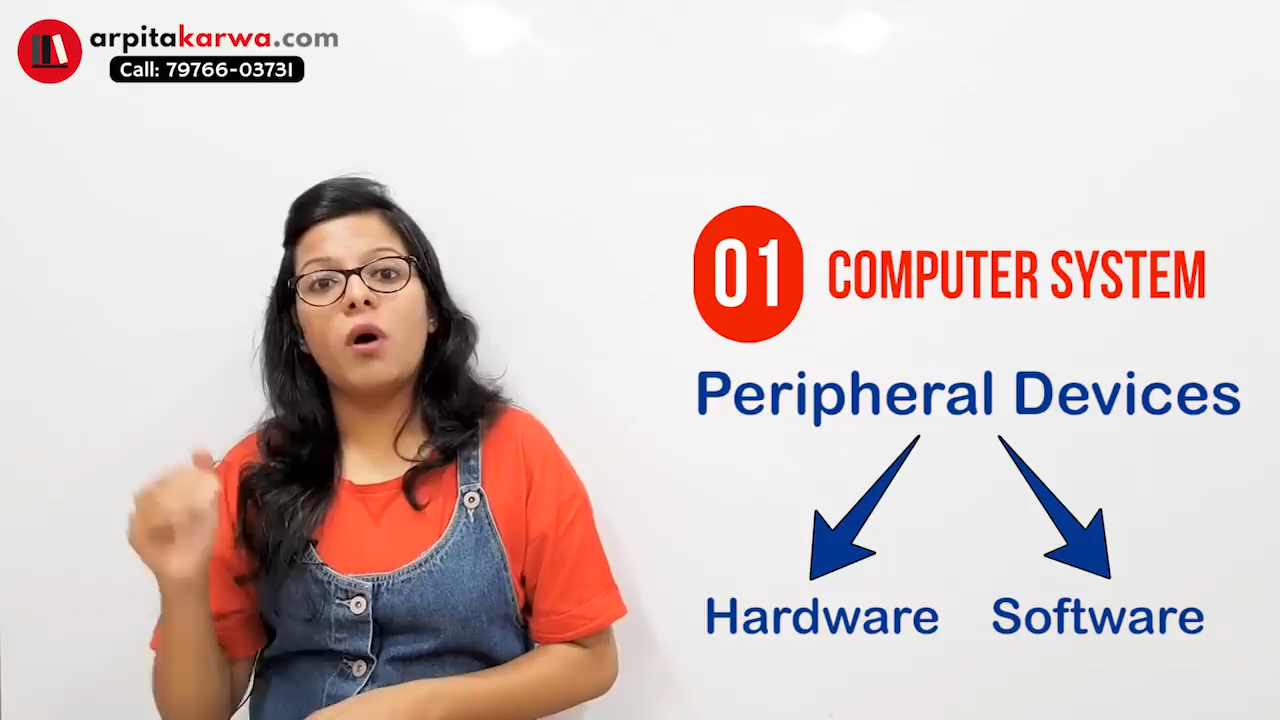 arpitakarwa.com
Call: 79766-03731
01 COMPUTER SYSTEM
Peripheral Devices
Hardware Software